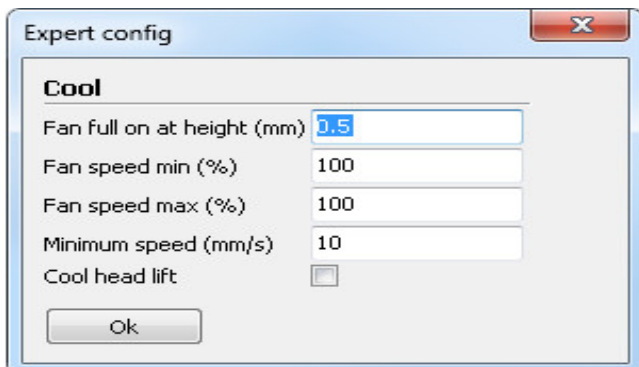 Expert config
Cool
Fan full on at height (mm) 0.5
Fan speed min (%) 100
Fan speed max (%) 100
Minimum speed (mm/s) 10
Cool head lift
Ok